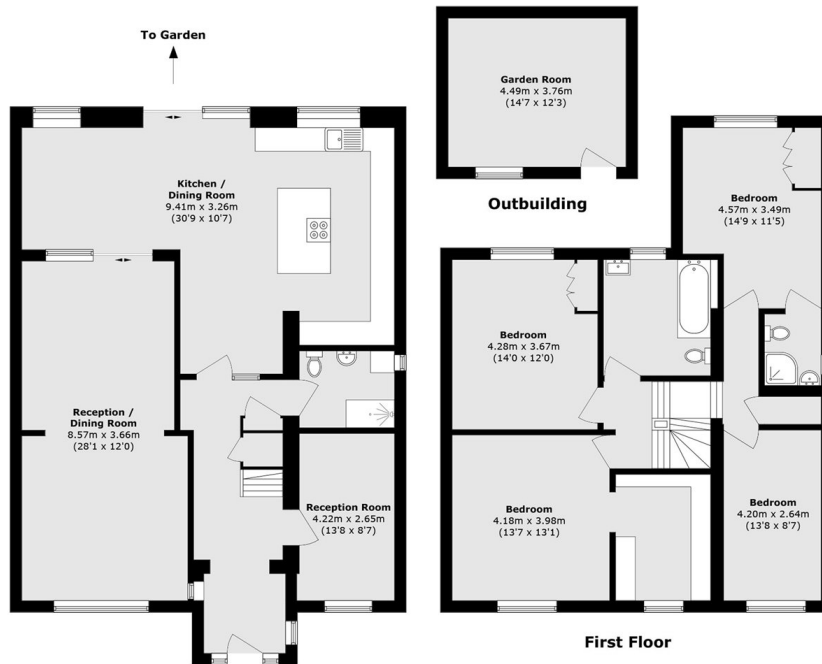 To Garden
Kitchen /
Dining Room
9.41m x 3.26m
(30'9 x 10'7)
Reception /
Dining Room
8.57m x 3.66m
(28'1 x 12'0)
Reception Room
4.22m x 2.65m
(13'8 x 8'7)
Garden Room
4.49m x 3.76m
(14'7 x 12'3)
Outbuilding
Bedroom
4.57m x 3.49m
(14'9 x 11'5)
Bedroom
4.28m x 3.67m
(14'0 x 12'0)
Bedroom
4.18m x 3.98m
(13'7 x 13'1)
Bedroom
4.20m x 2.64m
(13'8 x 8'7)
First Floor